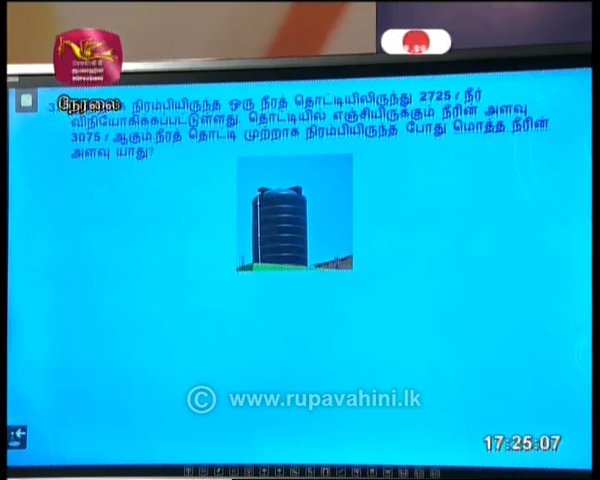 நேரலை
3. நிரம்பியிருந்த ஒரு நீர்த் தொட்டியிலிருந்து 2725 l நீர்
விநியோகிக்கப்பட்டுள்ளது. தொட்டியில் எஞ்சியிருக்கும் நீரின் அளவு
3075 l ஆகும். நீர்த் தொட்டி முற்றாக நிரம்பியிருந்த போது மொத்த நீரின்
அளவு யாது?
© www.rupavahini.lk
17:25:07